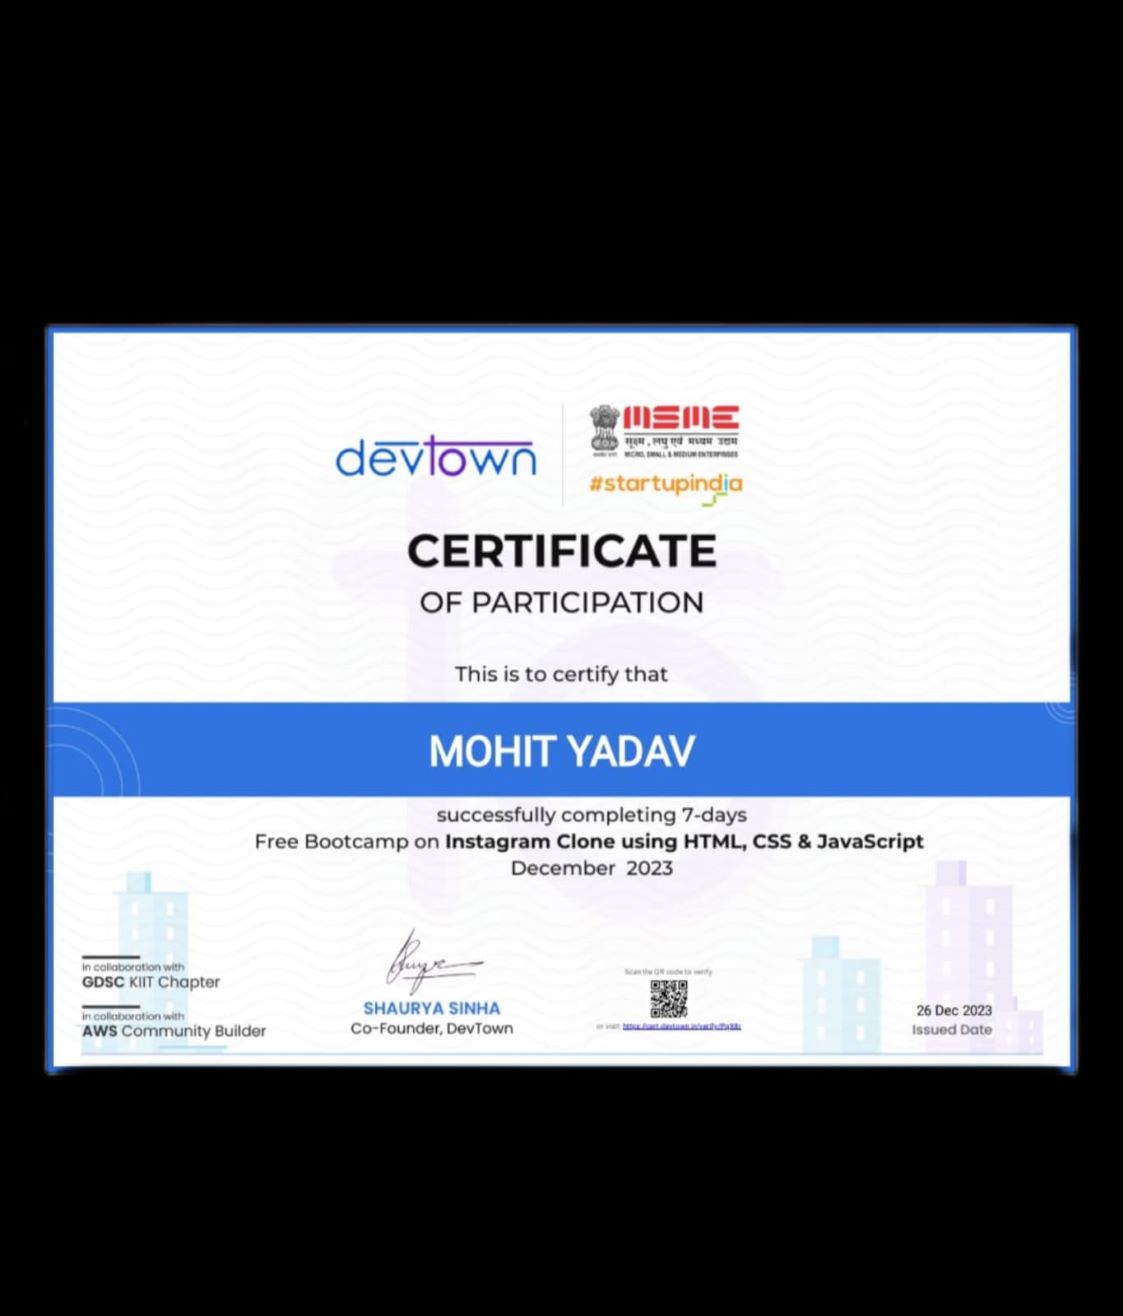 devtown
MSME
सूक्ष्म, लघु एवं मध्यम उद्यम
MICRO, SMALL & MEDIUM ENTERPRISES
#startupindia
CERTIFICATE
OF PARTICIPATION
This is to certify that
MOHIT YADAV
successfully completing 7-days
Free Bootcamp on Instagram Clone using HTML, CSS & JavaScript
December 2023
in collaboration with
GDSC KIIT Chapter
in collaboration with
AWS Community Builder
SHAURYA SINHA
Co-Founder, DevTown
Scan the QR code to verify
or visit:
26 Dec 2023
Issued Date